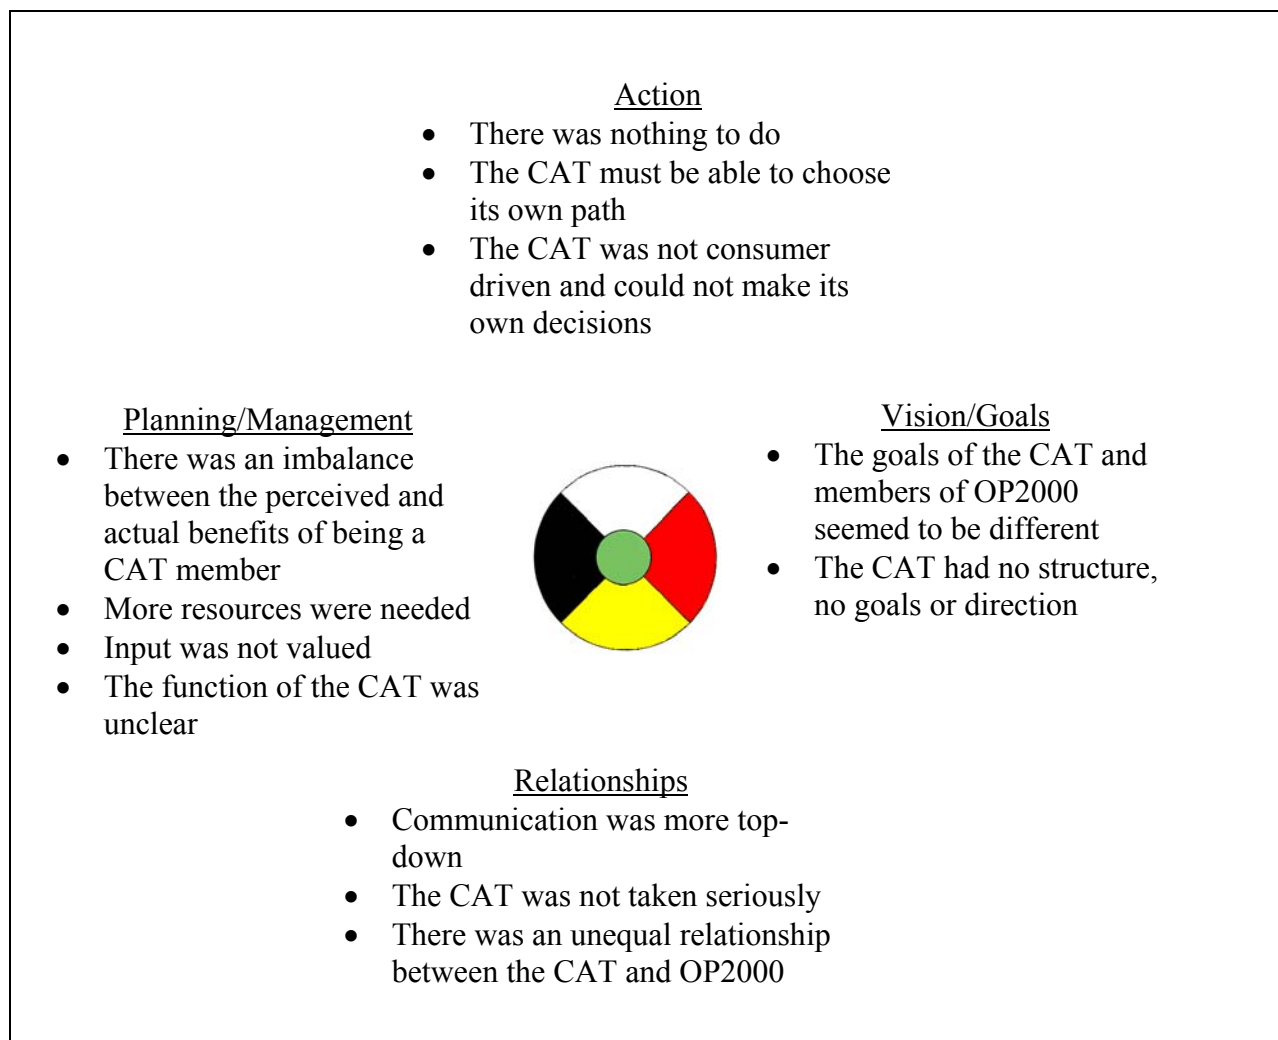 Action
• There was nothing to do
• The CAT must be able to choose
its own path
• The CAT was not consumer
driven and could not make its
own decisions
Planning/Management
• There was an imbalance
between the perceived and
actual benefits of being a
CAT member
• More resources were needed
• Input was not valued
• The function of the CAT was
unclear
Vision/Goals
• The goals of the CAT and
members of OP2000
seemed to be different
• The CAT had no structure,
no goals or direction
Relationships
• Communication was more top-
down
• The CAT was not taken seriously
• There was an unequal relationship
between the CAT and OP2000